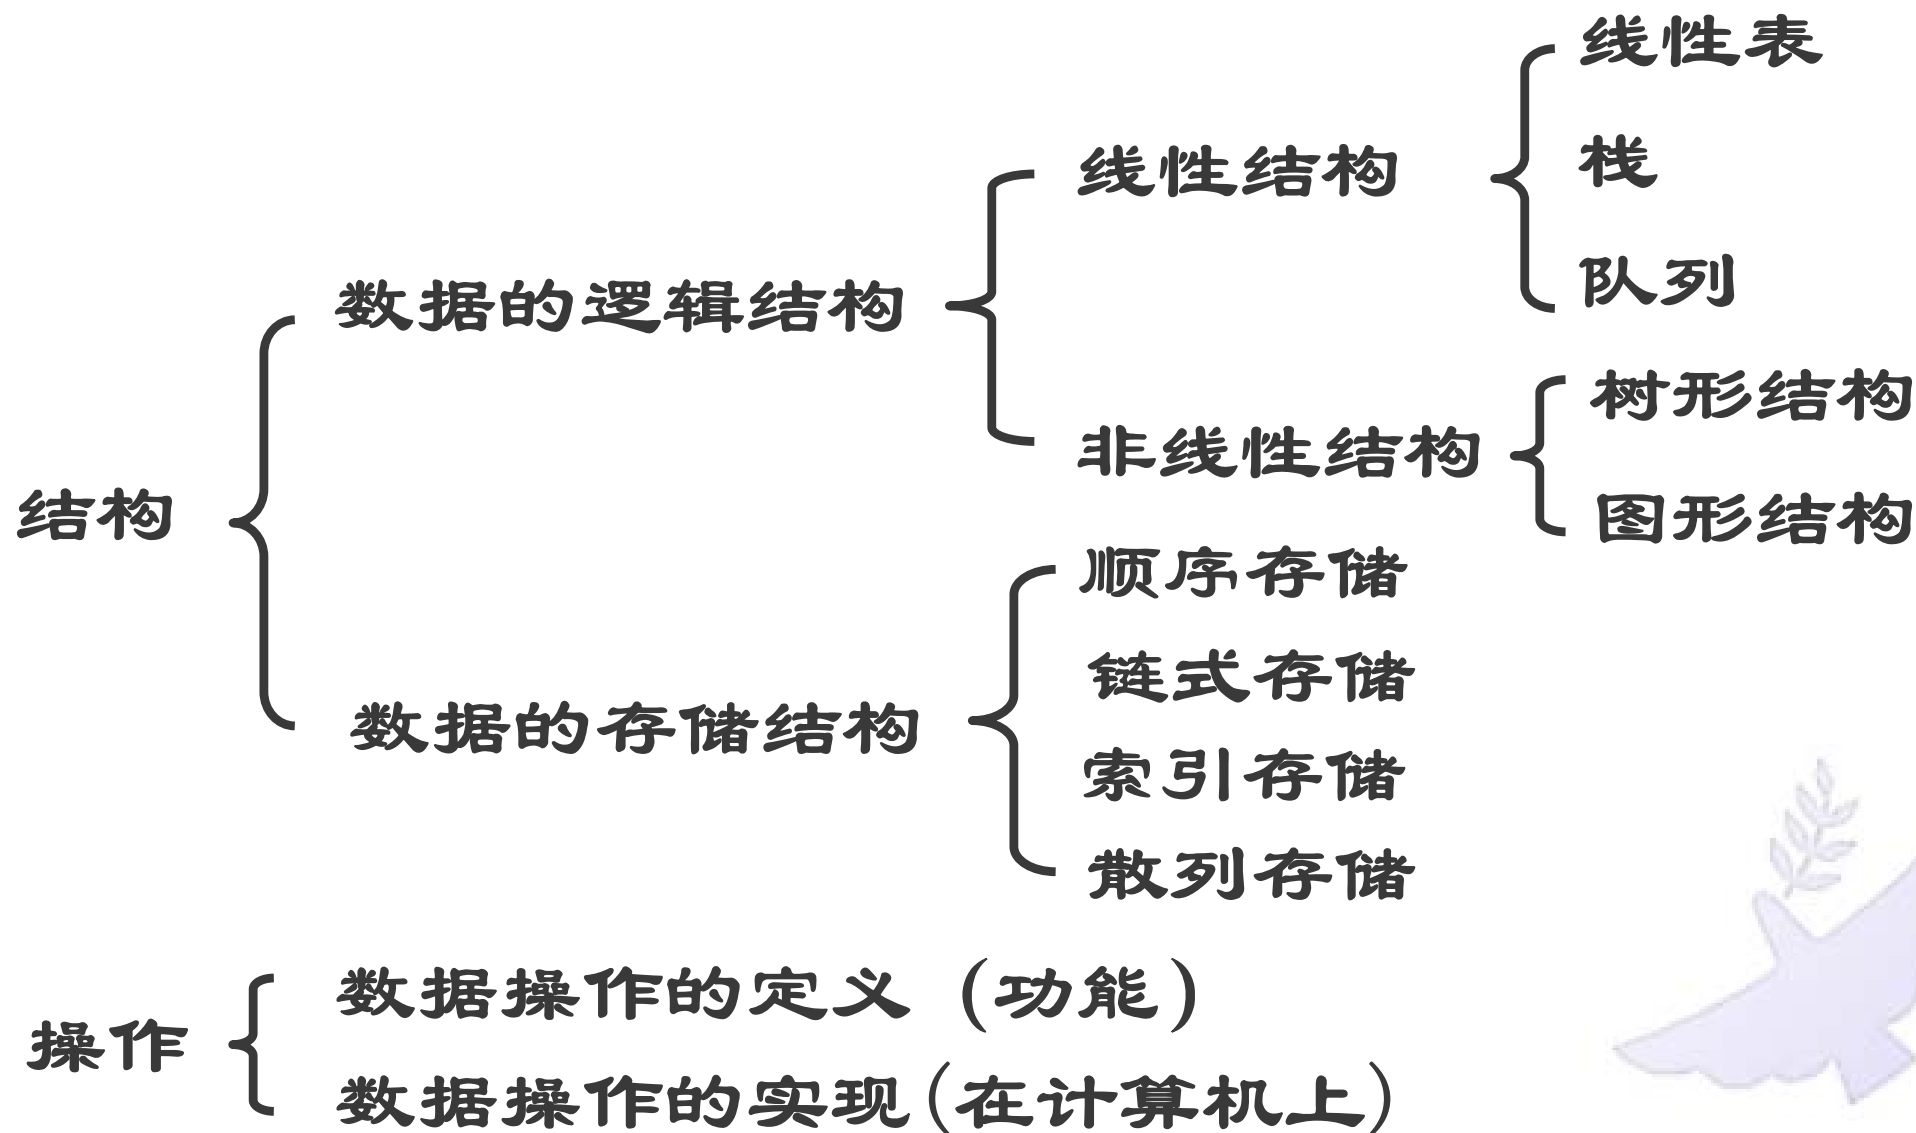 结构
数据的逻辑结构
线性结构
线性表
栈
队列
非线性结构
树形结构
图形结构
数据的存储结构
顺序存储
链式存储
索引存储
散列存储
操作
数据操作的定义（功能）
数据操作的实现（在计算机上）